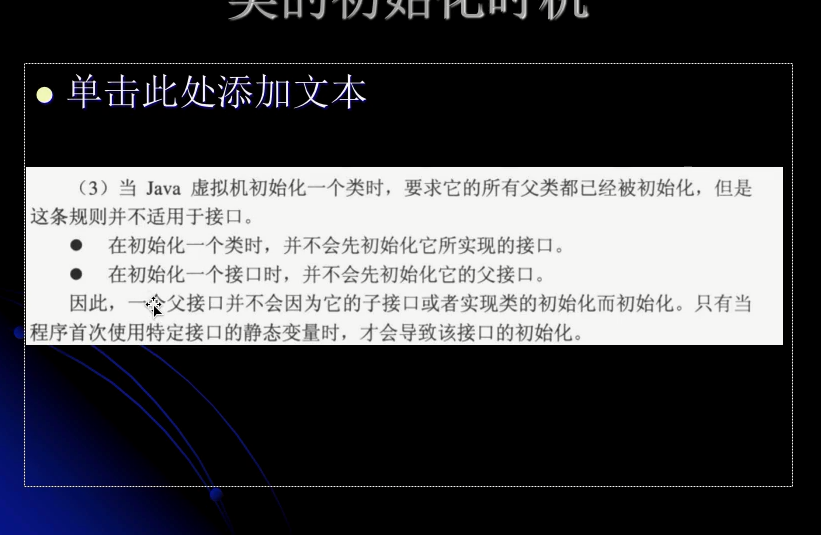 类的初始化时机
单击此处添加文本
（3）当 Java 虚拟机初始化一个类时，要求它的所有父类都已经被初始化，但是
这条规则并不适用于接口。
● 在初始化一个类时，并不会先初始化它所实现的接口。
● 在初始化一个接口时，并不会先初始化它的父接口。
因此，一个父接口并不会因为它的子接口或者实现类的初始化而初始化。只有当
程序首次使用特定接口的静态变量时，才会导致该接口的初始化。